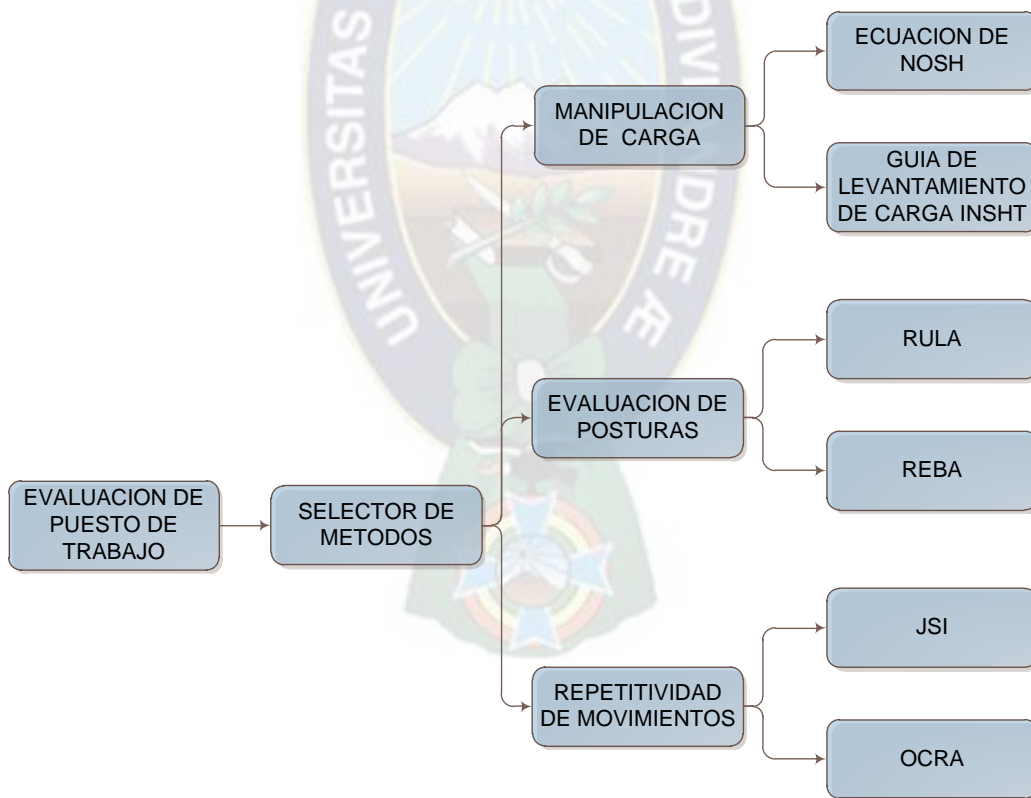 UNIVERSITAS
DIVI ANDRE Æ
ECUACION DE
NOSH
MANIPULACION
DE CARGA
GUIA DE
LEVANTAMIENTO
DE CARGA INSHT
RULA
EVALUACION DE
POSTURAS
REBA
EVALUACION DE
PUESTO DE
TRABAJO
SELECTOR DE
METODOS
JSI
REPETITIVIDAD
DE MOVIMIENTOS
OCRA